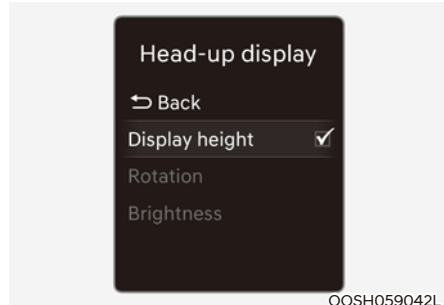 Head-up display
Back
Display height
Rotation
Brightness
OOSH059042L